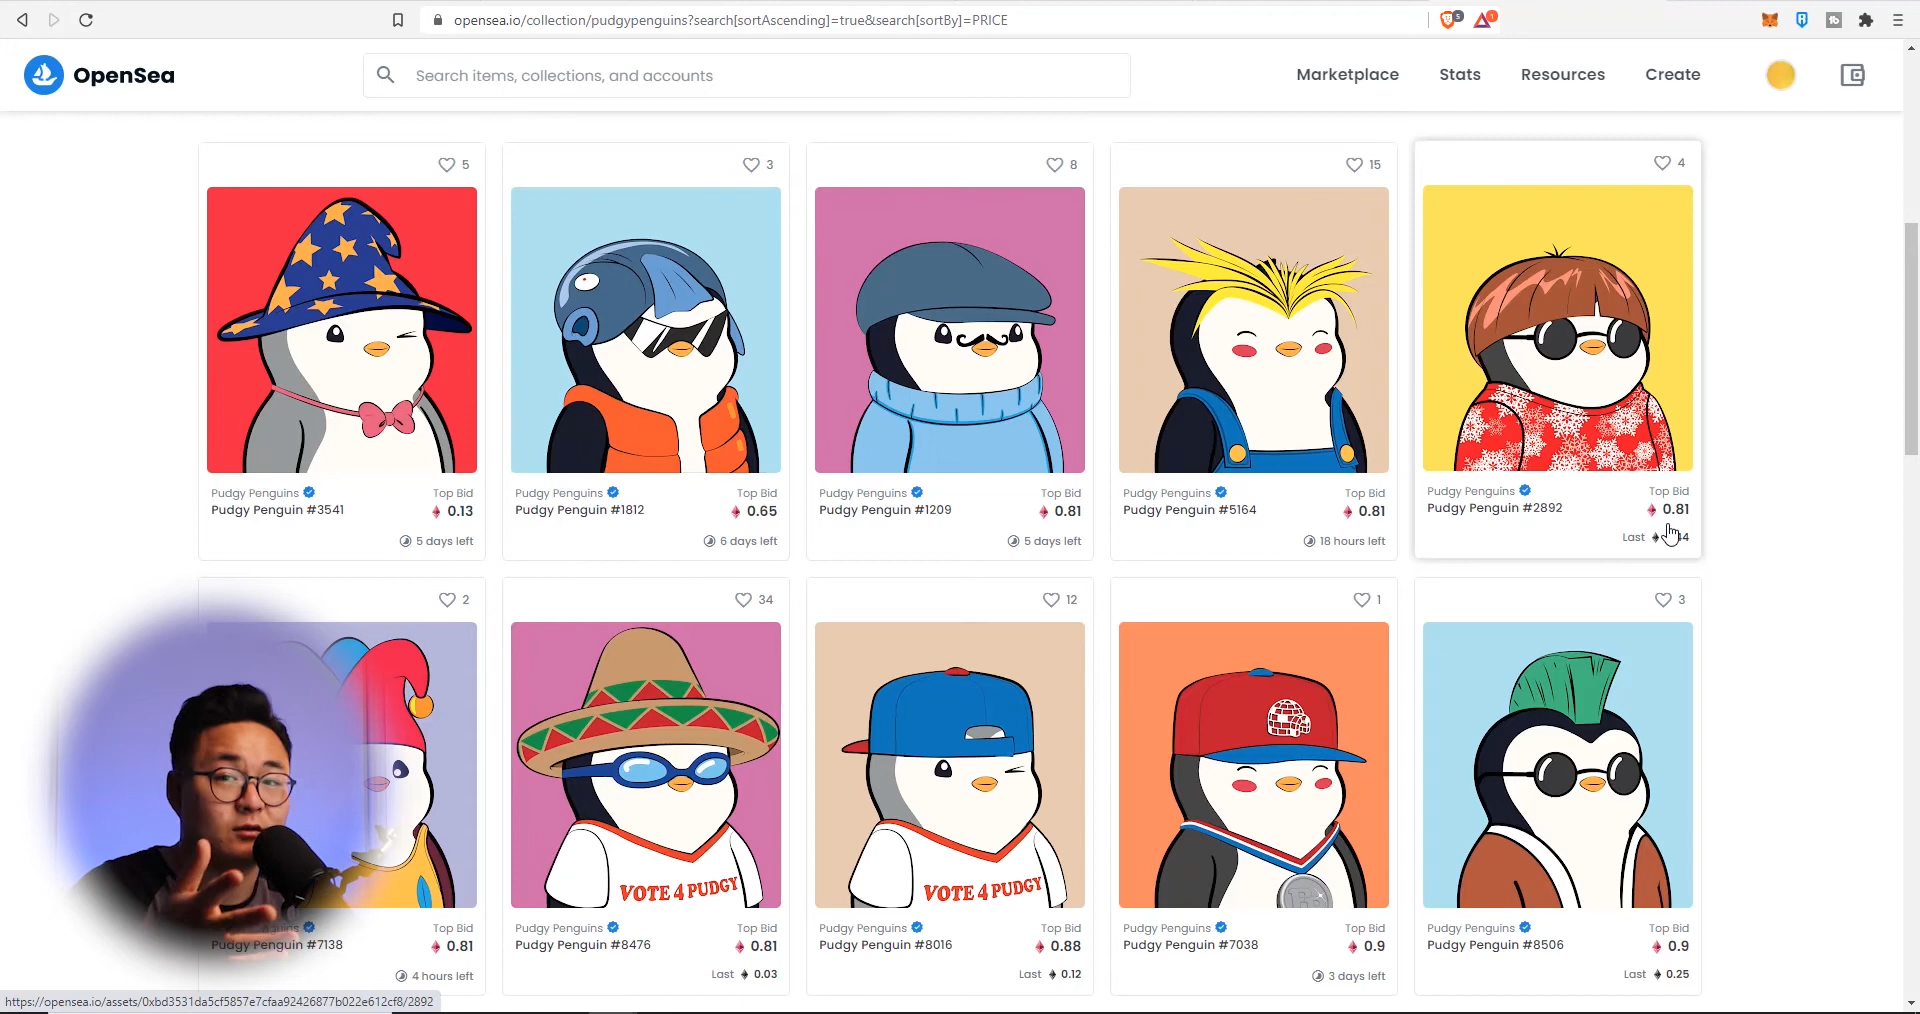 opensea.io/collection/pudgypenguins?search[sortAscending]=true&search[sortBy]=PRICE
5
1
OpenSea
Search items, collections, and accounts
Marketplace
Stats
Resources
Create
5
3
8
15
4
Pudgy Penguins
Top Bid
Pudgy Penguin #3541
0.13
5 days left
Pudgy Penguins
Top Bid
Pudgy Penguin #1812
0.65
6 days left
Pudgy Penguins
Top Bid
Pudgy Penguin #1209
0.81
5 days left
Pudgy Penguins
Top Bid
Pudgy Penguin #5164
0.81
18 hours left
Pudgy Penguins
Top Bid
Pudgy Penguin #2892
0.81
Last
2
34
12
1
3
VOTE 4 PUDGY
VOTE 4 PUDGY
Top Bid
Pudgy Penguin #7138
0.81
4 hours left
Pudgy Penguins
Top Bid
Pudgy Penguin #8476
0.81
Last 0.03
Pudgy Penguins
Top Bid
Pudgy Penguin #8016
0.88
Last 0.12
Pudgy Penguins
Top Bid
Pudgy Penguin #7038
0.9
3 days left
Pudgy Penguins
Top Bid
Pudgy Penguin #8506
0.9
Last 0.25
https://opensea.io/assets/0xbd3531da5cf5857e7cfaa92426877b022e612cf8/2892